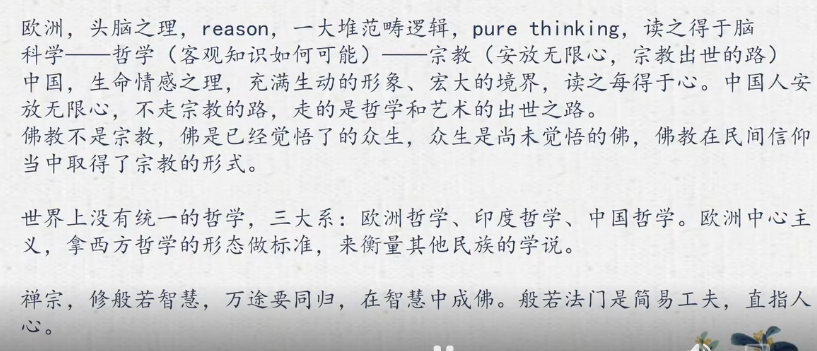 欧洲，头脑之理，reason，一大堆范畴逻辑，pure thinking，读之得于脑
科学——哲学（客观知识如何可能）——宗教（安放无限心，宗教出世的路）
中国，生命情感之理，充满生动的形象、宏大的境界，读之每得于心。中国人安
放无限心，不走宗教的路，走的是哲学和艺术的出世之路。
佛教不是宗教，佛是已经觉悟了的众生，众生是尚未觉悟的佛，佛教在民间信仰
当中取得了宗教的形式。
世界上没有统一的哲学，三大系：欧洲哲学、印度哲学、中国哲学。欧洲中心主
义，拿西方哲学的形态做标准，来衡量其他民族的学说。
禅宗，修般若智慧，万途要同归，在智慧中成佛。般若法门是简易工夫，直指人
心。